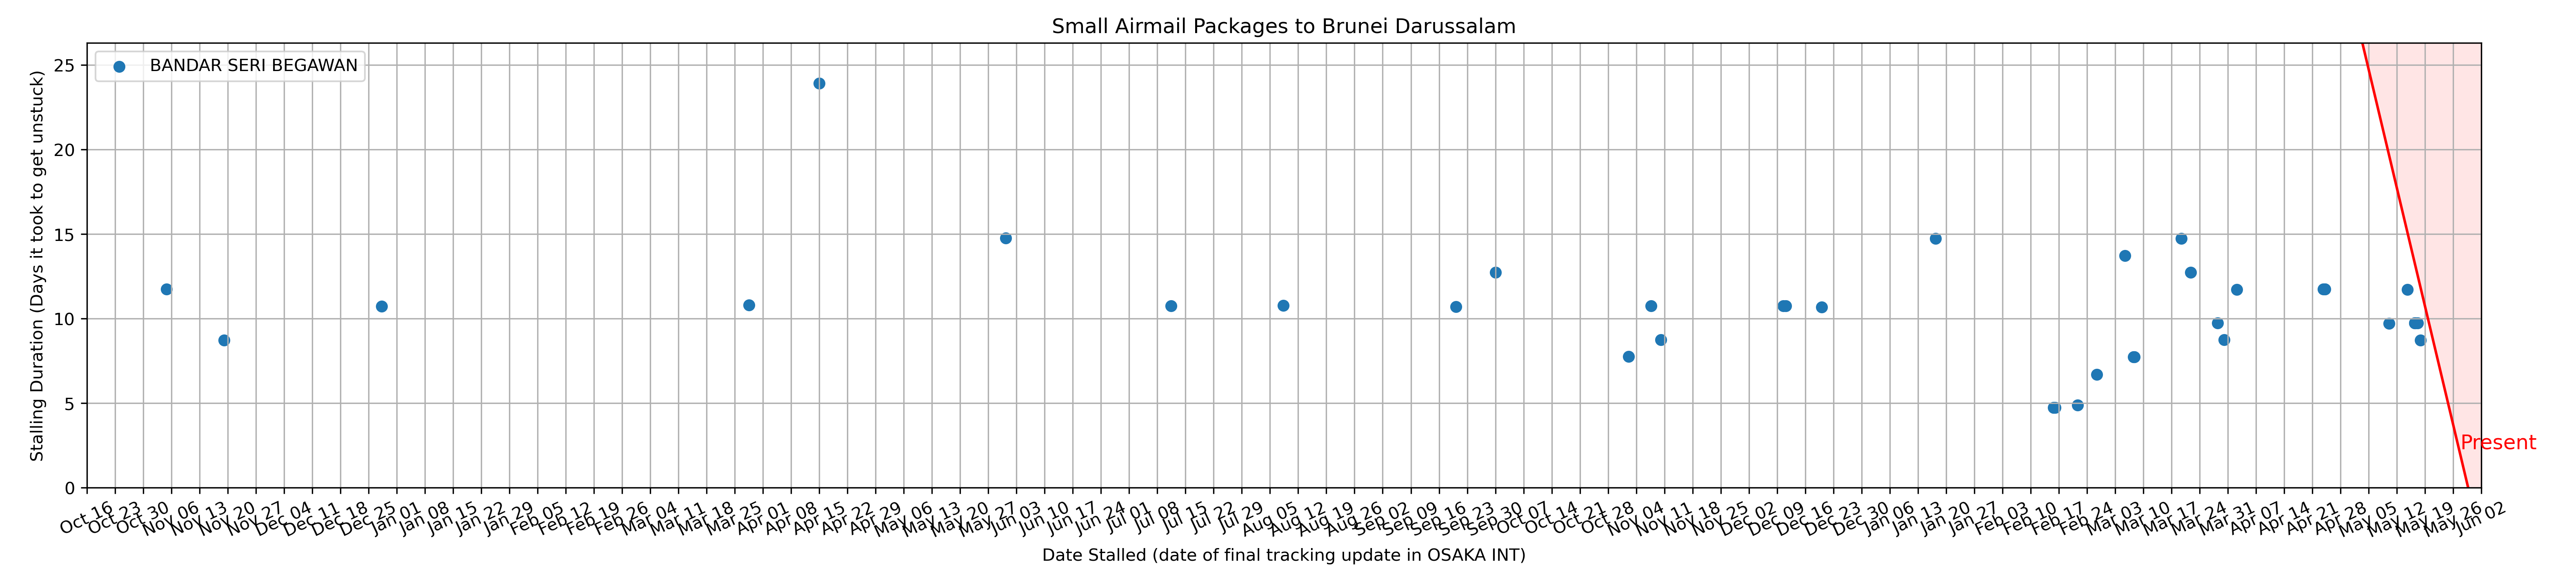 Small Airmail Packages to Brunei Darussalam
BANDAR SERI BEGAWAN
Stalling Duration (Days it took to get unstuck)
25
20
15
10
5
0
Present
Oct 16
Oct 23
Oct 30
Nov 06
Nov 13
Nov 20
Nov 27
Dec 04
Dec 11
Dec 18
Dec 25
Jan 01
Jan 08
Jan 15
Jan 22
Jan 29
Feb 05
Feb 12
Feb 19
Feb 26
Mar 04
Mar 11
Mar 18
Mar 25
Apr 01
Apr 08
Apr 15
Apr 22
Apr 29
May 06
May 13
May 20
May 27
Jun 03
Jun 10
Jun 17
Jun 24
Jul 01
Jul 08
Jul 15
Jul 22
Jul 29
Aug 05
Aug 12
Aug 19
Aug 26
Sep 02
Sep 09
Sep 16
Sep 23
Sep 30
Oct 07
Oct 14
Oct 21
Oct 28
Nov 04
Nov 11
Nov 18
Nov 25
Dec 02
Dec 09
Dec 16
Dec 23
Dec 30
Jan 06
Jan 13
Jan 20
Jan 27
Feb 03
Feb 10
Feb 17
Feb 24
Mar 03
Mar 10
Mar 17
Mar 24
Mar 31
Apr 07
Apr 14
Apr 21
Apr 28
May 05
May 12
May 19
May 26
Jun 02
Date Stalled (date of final tracking update in OSAKA INT)